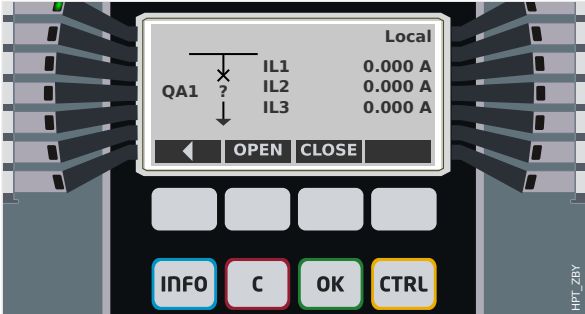 Local
IL1 0.000 A
QA1 ? IL2 0.000 A
IL3 0.000 A
OPEN CLOSE
INFO C OK CTRL
HPT_ZBY